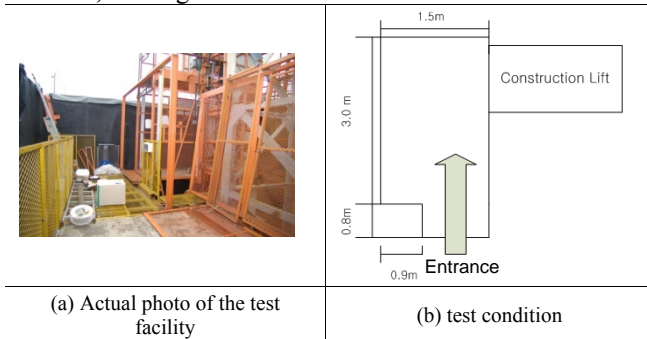 1.5m
Construction Lift
3.0 m
0.8m
0.9m
Entrance
(a) Actual photo of the test
facility
(b) test condition